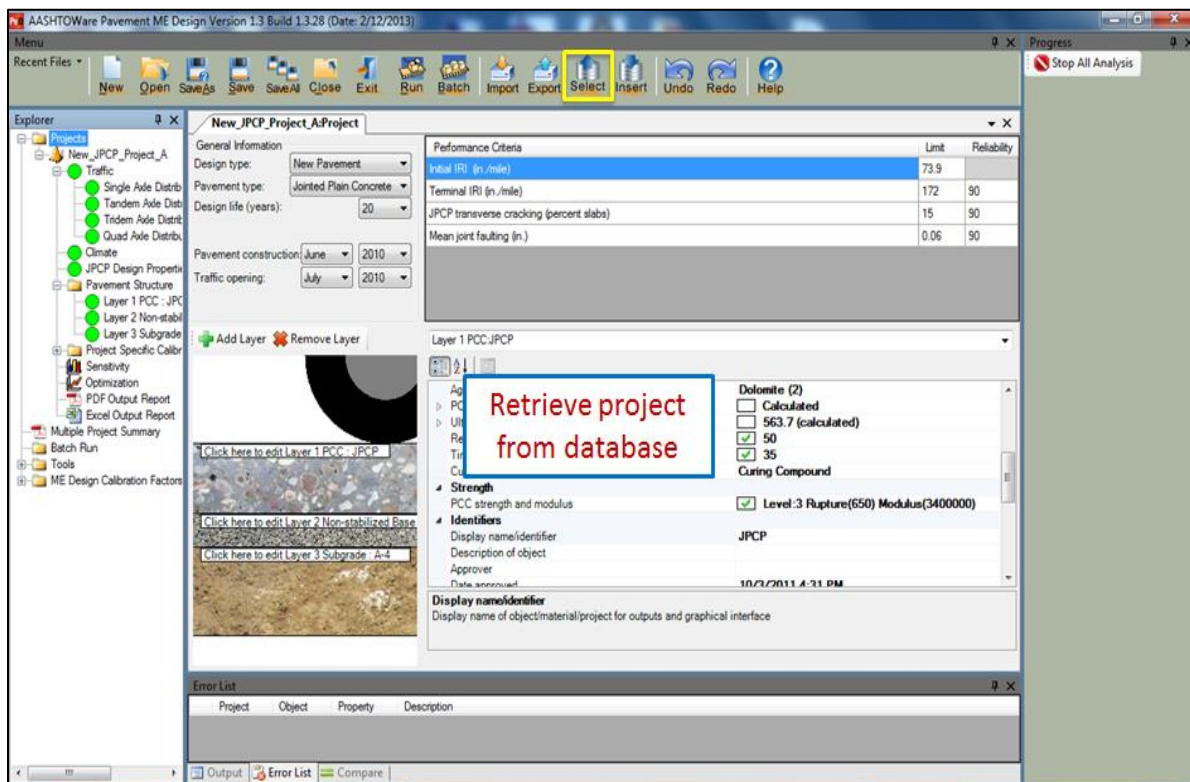 AASHTOWare Pavement ME Design Version 1.3 Build 1.3.28 (Date: 2/12/2013)
Menu
Recent Files
New Open SaveAs Save SaveAll Close Exit Run Batch Import Export Select Insert Undo Redo Help
Progress
Stop All Analysis
Explorer
Projects
New_JPCP_Project_A
Traffic
Single Axle Distrib
Tandem Axle Dist
Tridem Axle Distrib
Quad Axle Distribu
Climate
JPCP Design Properti
Pavement Structure
Layer 1 PCC : JPC
Layer 2 Non-stabil
Layer 3 Subgrade
Project Specific Calibr
Sensitivity
Optimization
PDF Output Report
Excel Output Report
Multiple Project Summary
Batch Run
Tools
ME Design Calibration Factors
New_JPCP_Project_A:Project
General Information
Design type: New Pavement
Pavement type: Jointed Plain Concrete
Design life (years): 20
Pavement construction: June 2010
Traffic opening: July 2010
Performance Criteria Limit Reliability
Initial IRI (in./mile) 73.9
Terminal IRI (in./mile) 172 90
JPCP transverse cracking (percent slabs) 15 90
Mean joint faulting (in.) 0.06 90
Add Layer Remove Layer
Click here to edit Layer 1 PCC : JPCP
Click here to edit Layer 2 Non-stabilized Base
Click here to edit Layer 3 Subgrade : A-4
Layer 1 PCC:JPCP
Ag Dolomite (2)
PC Calculated
Ult 563.7 (calculated)
Re 50
Tim 35
Cu Curing Compound
Retrieve project
from database
Strength
PCC strength and modulus Level:3 Rupture(650) Modulus(3400000)
Identifiers
Display name/identifier JPCP
Description of object
Approver
Date approved 10/3/2011 4:31 PM
Display name/identifier
Display name of object/material/project for outputs and graphical interface
Error List
Project Object Property Description
Output Error List Compare